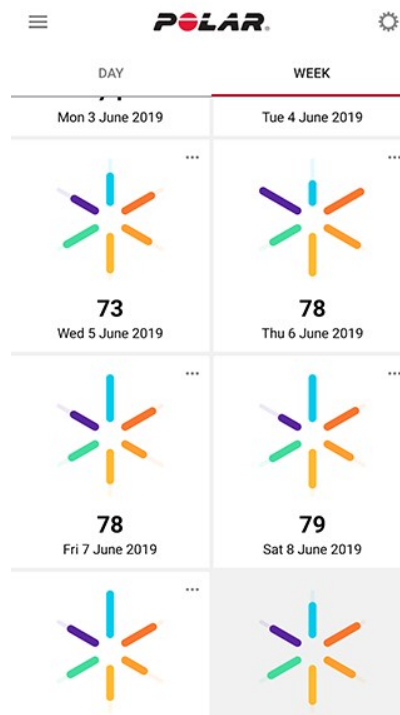 POLAR.
DAY WEEK
Mon 3 June 2019 Tue 4 June 2019
73 78
Wed 5 June 2019 Thu 6 June 2019
78 79
Fri 7 June 2019 Sat 8 June 2019